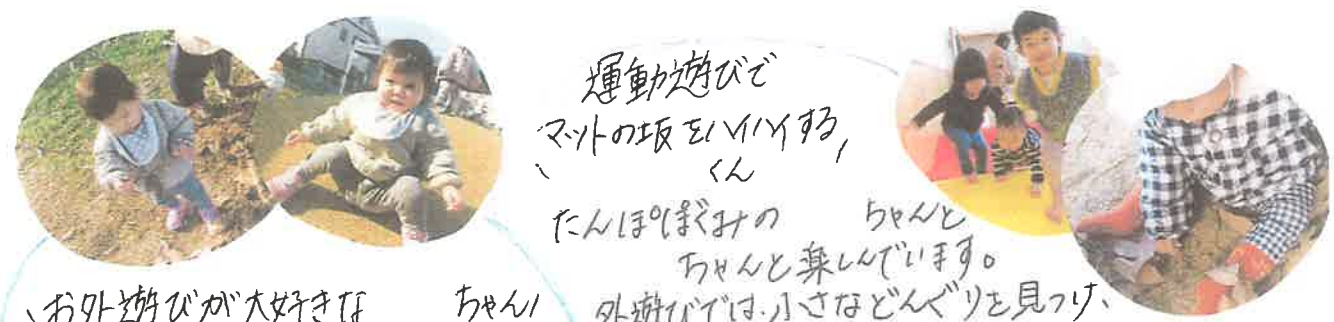 運動遊びで
マットの坂をハイハイする、
くん
たんぽぽぐみの ちゃんと
ちゃんと楽しんでいます。
外遊びでは、小さなどんぐりを見つけ、
お外遊びが大好きな ちゃん!